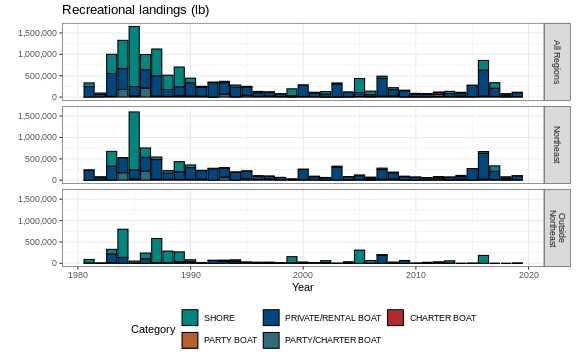 Recreational landings (lb)
1,500,000
1,000,000
500,000
0
All Regions
1,500,000
1,000,000
500,000
0
Northeast
1,500,000
1,000,000
500,000
0
Outside
Northeast
1980 1990 2000 2010 2020
Year
Category
SHORE PRIVATE/RENTAL BOAT CHARTER BOAT
PARTY BOAT PARTY/CHARTER BOAT